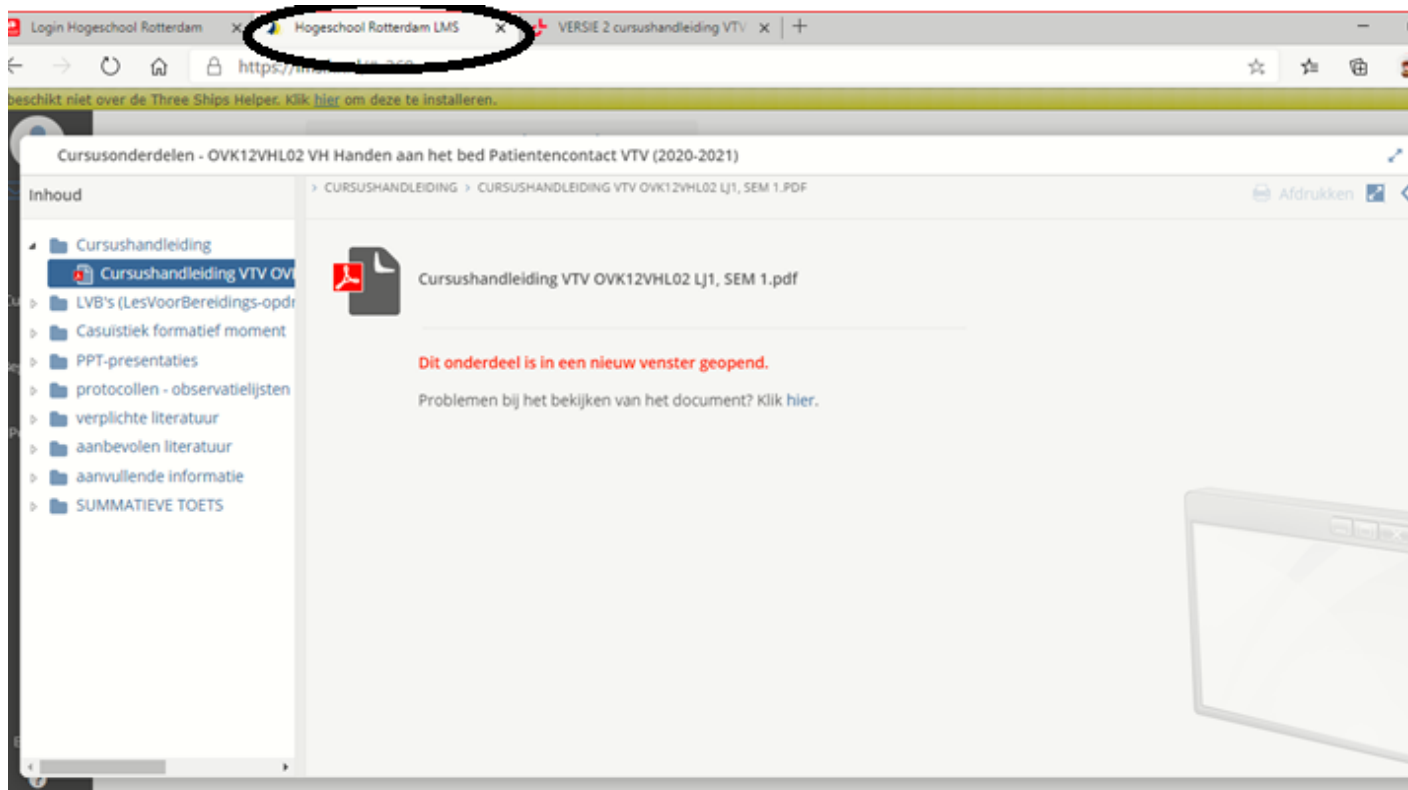 Login Hogeschool Rotterdam
Hogeschool Rotterdam LMS
VERSIE 2 cursushandleiding VTV
https://
beschikt niet over de Three Ships Helper. Klik hier om deze te installeren.
Cursusonderdelen - OVK12VHL02 VH Handen aan het bed Patientencontact VTV (2020-2021)
Inhoud
> CURSUSHANDLEIDING > CURSUSHANDLEIDING VTV OVK12VHL02 LJ1, SEM 1.PDF
Afdrukken
Cursushandleiding
Cursushandleiding VTV OVK
LVB's (LesVoorBereidings-opdr
Casuïstiek formatief moment
PPT-presentaties
protocollen - observatielijsten
verplichte literatuur
aanbevolen literatuur
aanvullende informatie
SUMMATIEVE TOETS
Cursushandleiding VTV OVK12VHL02 LJ1, SEM 1.pdf
Dit onderdeel is in een nieuw venster geopend.
Problemen bij het bekijken van het document? Klik hier.